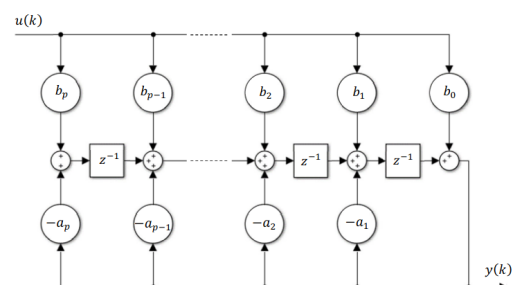 u(k)
b_p b_{p−1} b_2 b_1 b_0
+ + z^{−1} + + + + z^{−1} + + + z^{−1} + +
−a_p −a_{p−1} −a_2 −a_1
y(k)